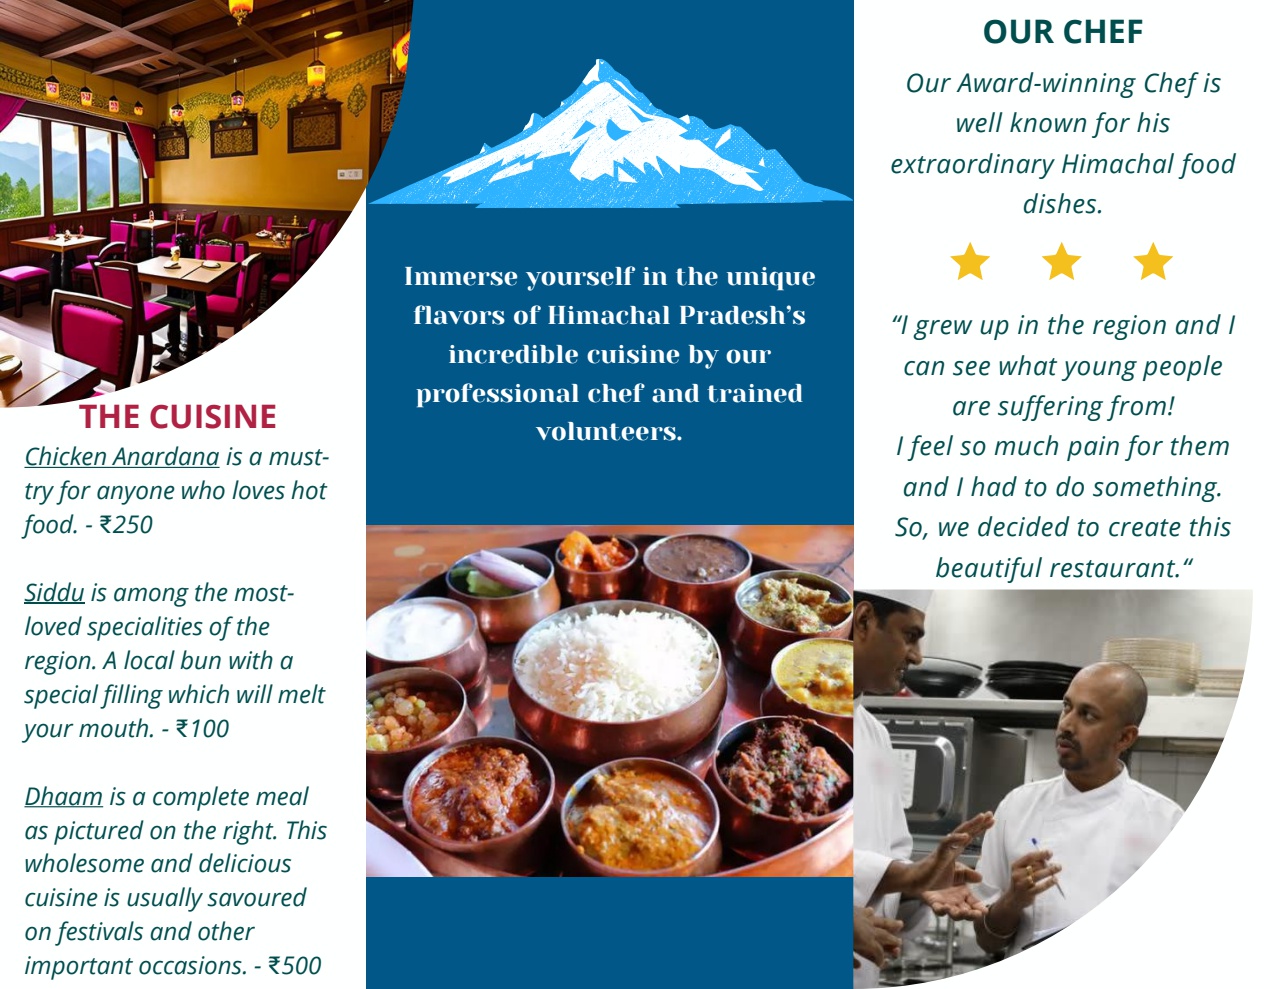 THE CUISINE
Chicken Anardana is a must-
try for anyone who loves hot
food. - ₹250
Siddu is among the most-
loved specialities of the
region. A local bun with a
special filling which will melt
your mouth. - ₹100
Dhaam is a complete meal
as pictured on the right. This
wholesome and delicious
cuisine is usually savoured
on festivals and other
important occasions. - ₹500
Immerse yourself in the unique
flavors of Himachal Pradesh’s
incredible cuisine by our
professional chef and trained
volunteers.
OUR CHEF
Our Award-winning Chef is
well known for his
extraordinary Himachal food
dishes.
“I grew up in the region and I
can see what young people
are suffering from!
I feel so much pain for them
and I had to do something.
So, we decided to create this
beautiful restaurant.“